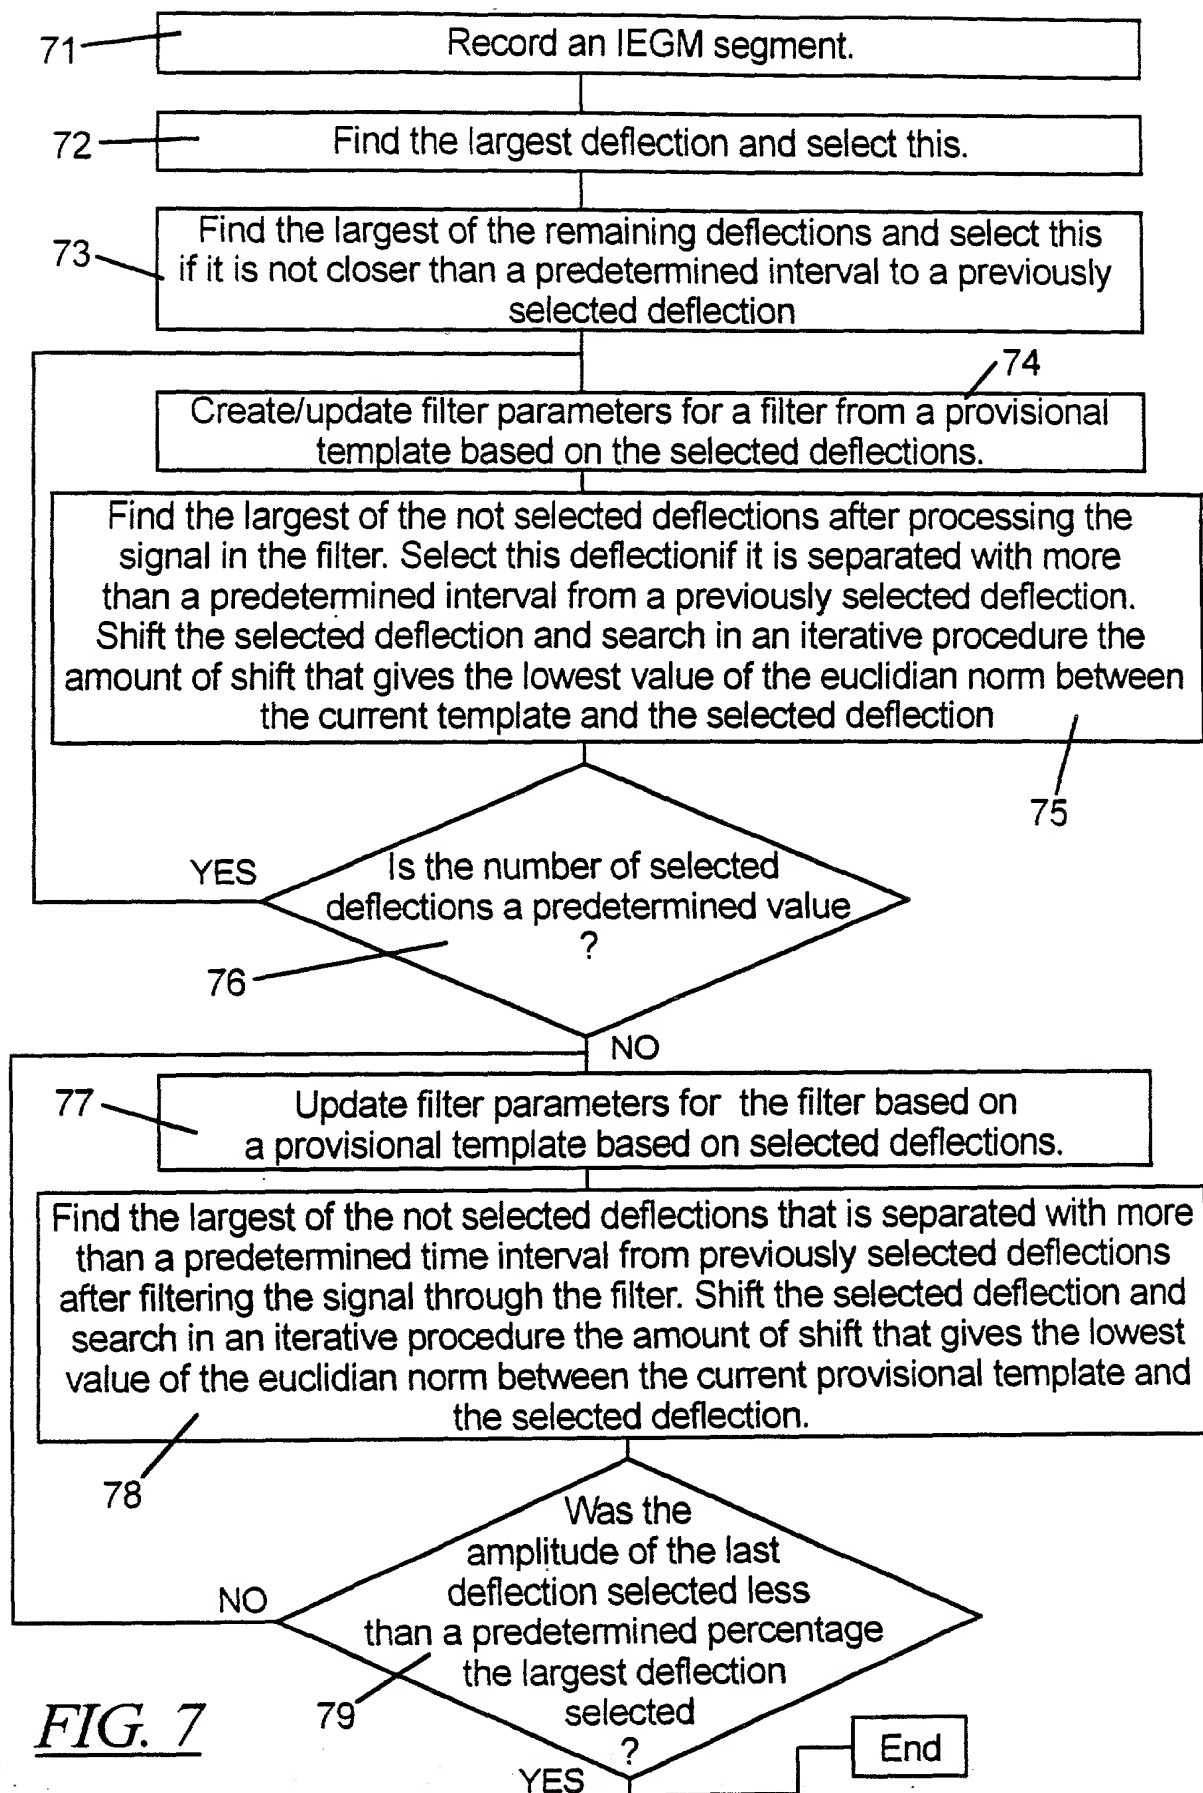 71
Record an IEGM segment.
72
Find the largest deflection and select this.
73
Find the largest of the remaining deflections and select this
if it is not closer than a predetermined interval to a previously
selected deflection
74
Create/update filter parameters for a filter from a provisional
template based on the selected deflections.
Find the largest of the not selected deflections after processing the
signal in the filter. Select this deflectionif it is separated with more
than a predetermined interval from a previously selected deflection.
Shift the selected deflection and search in an iterative procedure the
amount of shift that gives the lowest value of the euclidian norm between
the current template and the selected deflection
75
YES
Is the number of selected
deflections a predetermined value
?
76
NO
77
Update filter parameters for the filter based on
a provisional template based on selected deflections.
Find the largest of the not selected deflections that is separated with more
than a predetermined time interval from previously selected deflections
after filtering the signal through the filter. Shift the selected deflection and
search in an iterative procedure the amount of shift that gives the lowest
value of the euclidian norm between the current provisional template and
the selected deflection.
78
Was the
amplitude of the last
deflection selected less
than a predetermined percentage
the largest deflection
selected
?
NO
79
YES
End
FIG. 7